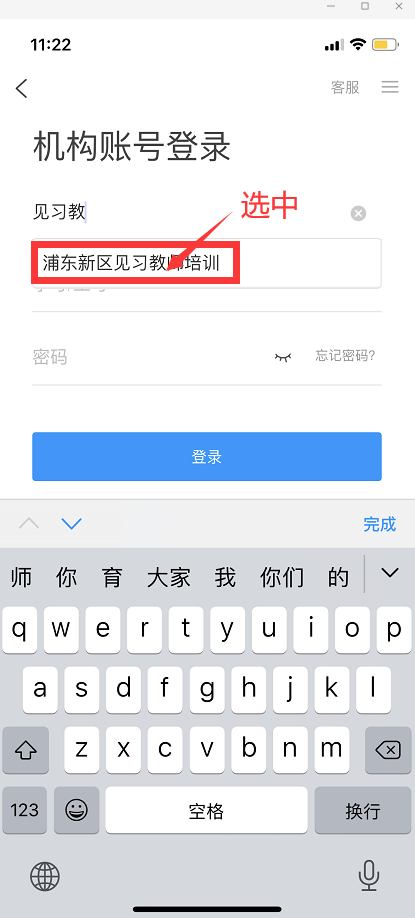 11:22
客服
机构账号登录
见习教
选中
浦东新区见习教师培训
密码
忘记密码?
登录
完成
师 你 育 大家 我 你们 的
q w e r t y u i o p
a s d f g h j k l
z x c v b n m
123 空格 换行